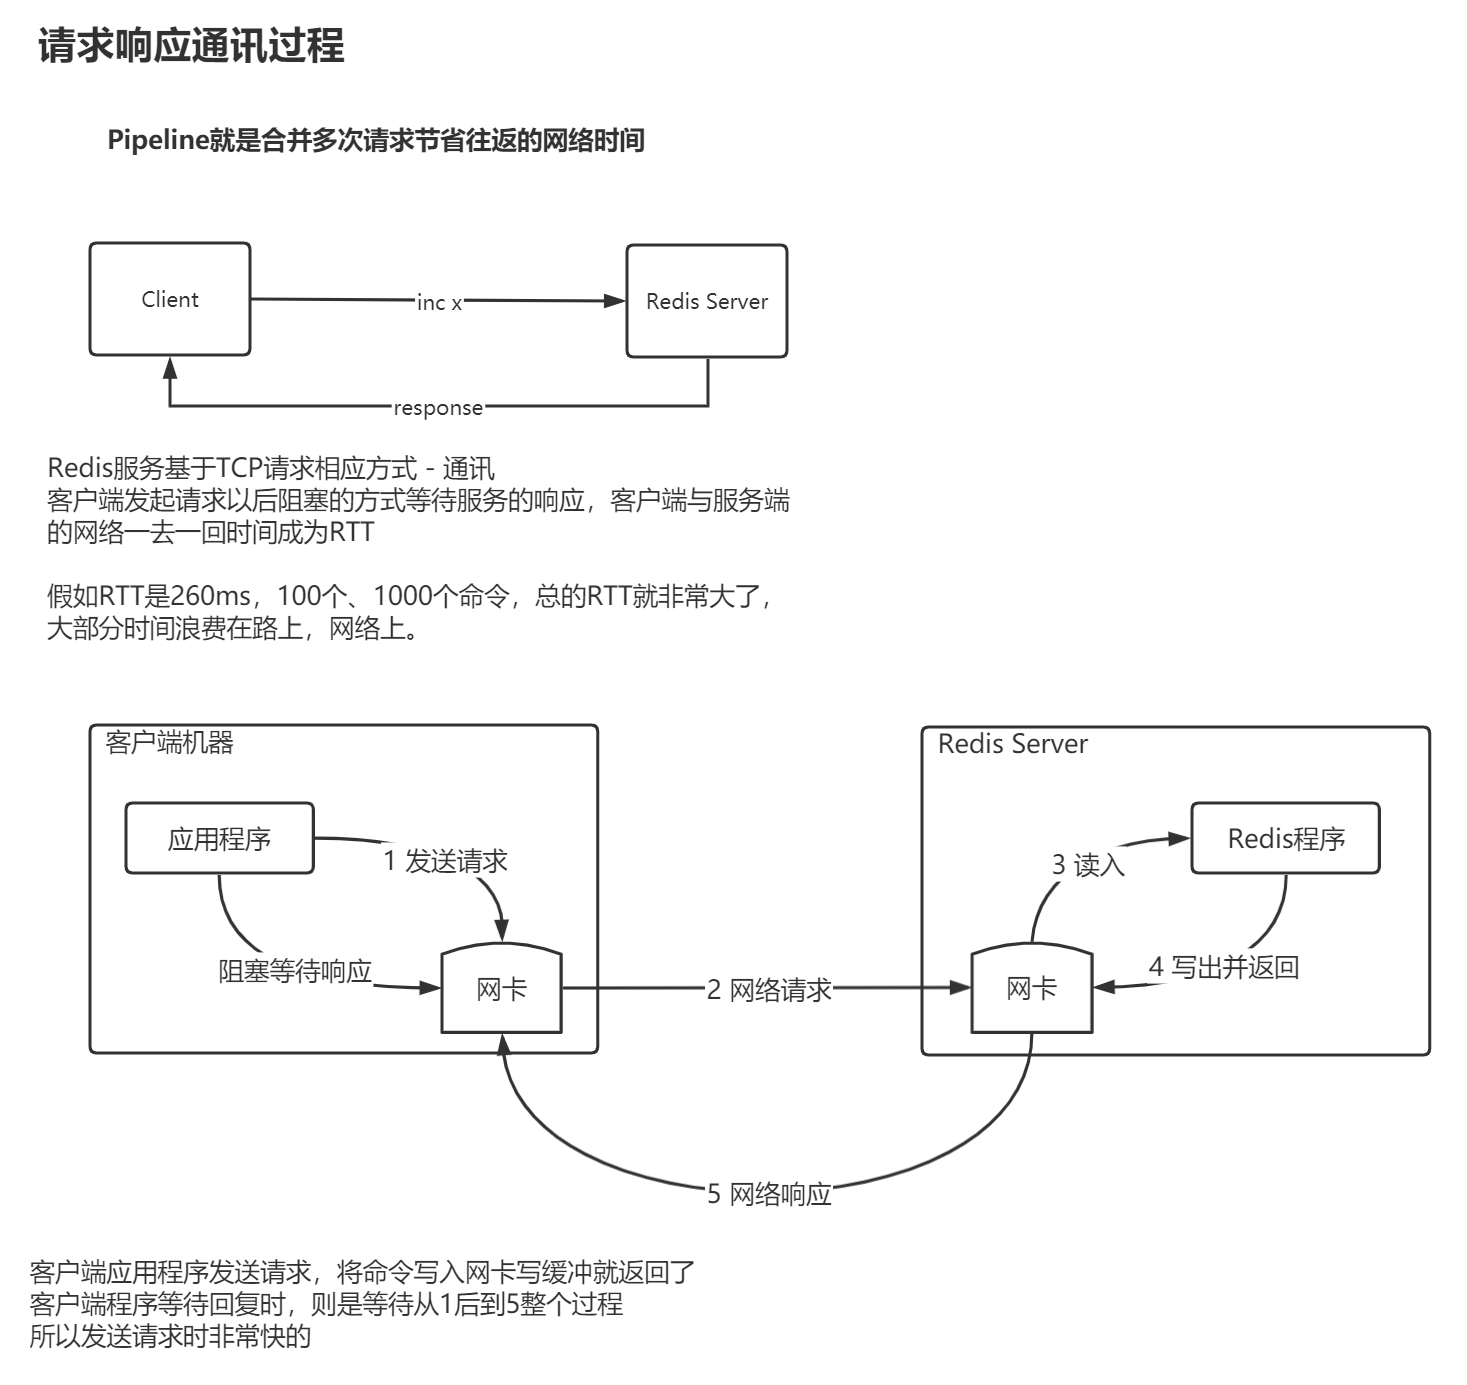 请求响应通讯过程
Pipeline就是合并多次请求节省往返的网络时间
Client
inc x
Redis Server
response
Redis服务基于TCP请求相应方式 - 通讯
客户端发起请求以后阻塞的方式等待服务的响应，客户端与服务端
的网络一去一回时间成为RTT
假如RTT是260ms，100个、1000个命令，总的RTT就非常大了，
大部分时间浪费在路上，网络上。
客户端机器
Redis Server
应用程序
1 发送请求
阻塞等待响应
网卡
2 网络请求
3 读入
Redis程序
4 写出并返回
网卡
5 网络响应
客户端应用程序发送请求，将命令写入网卡写缓冲就返回了
客户端程序等待回复时，则是等待从1后到5整个过程
所以发送请求时非常快的